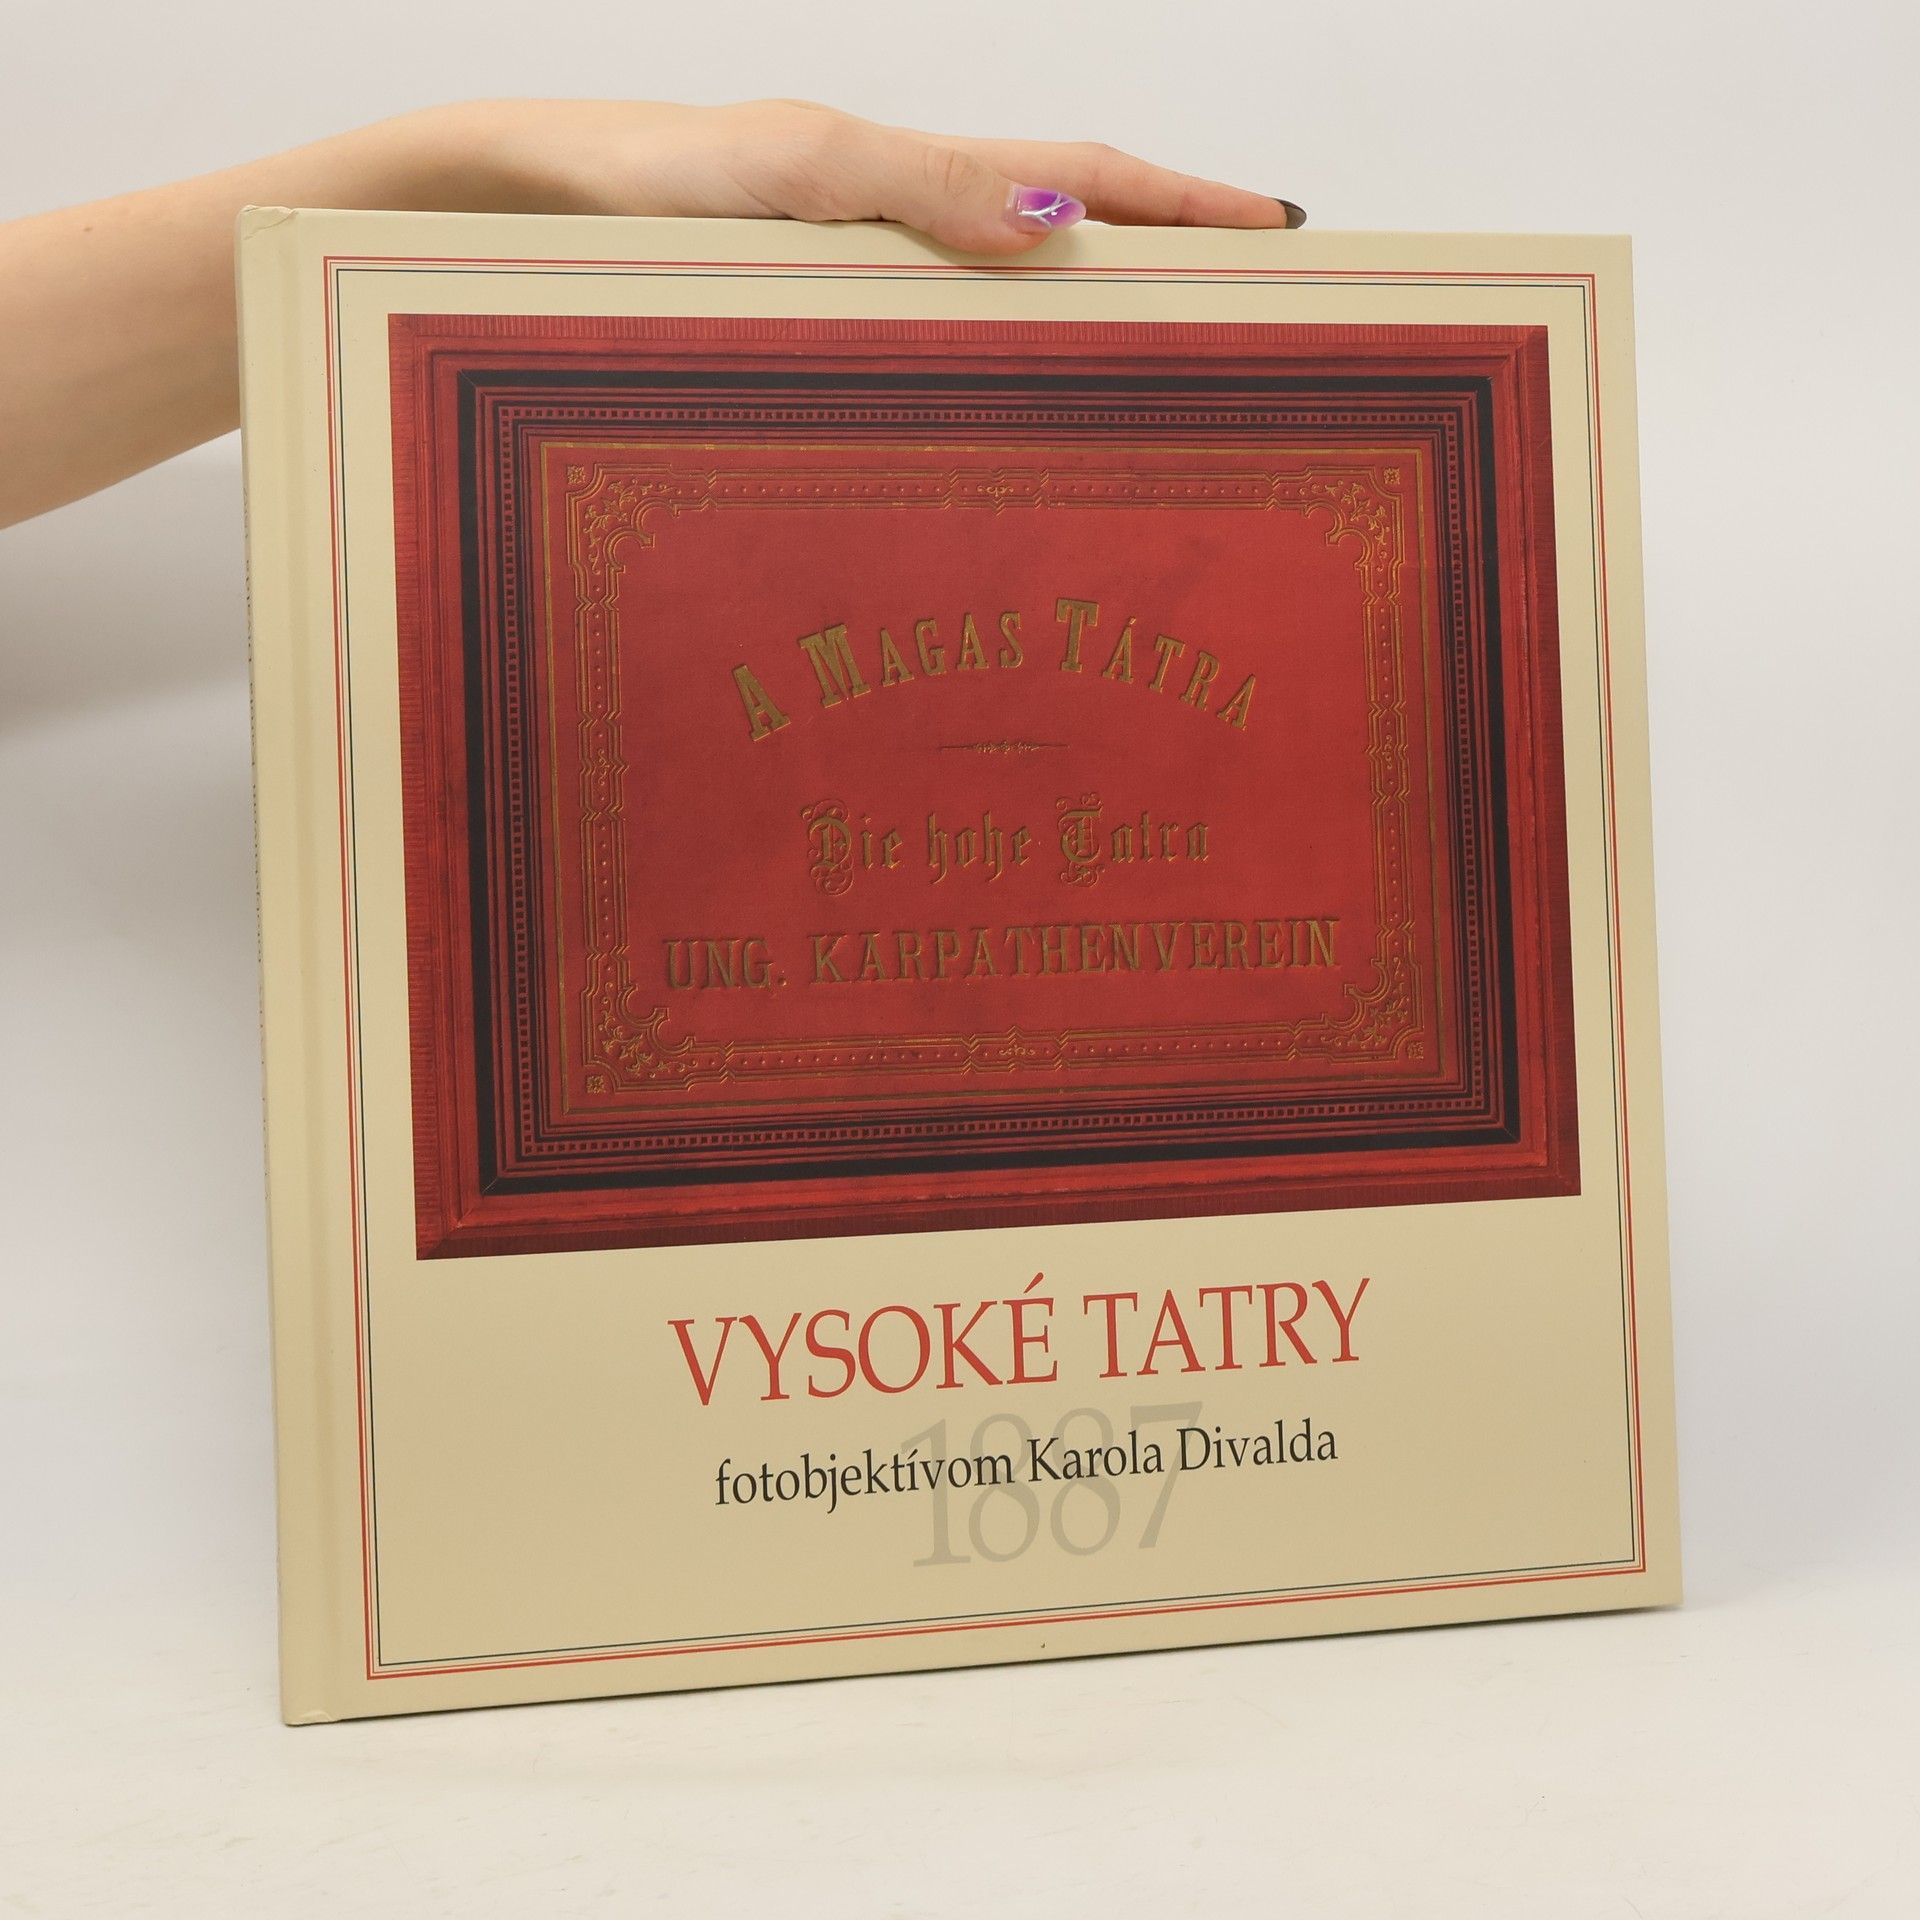 A MAGAS TÁTRA
Die hohe Tatra
UNG. KARPATHENVEREIN
VYSOKÉ TATRY
1887
fotobjektívom Karola Divalda